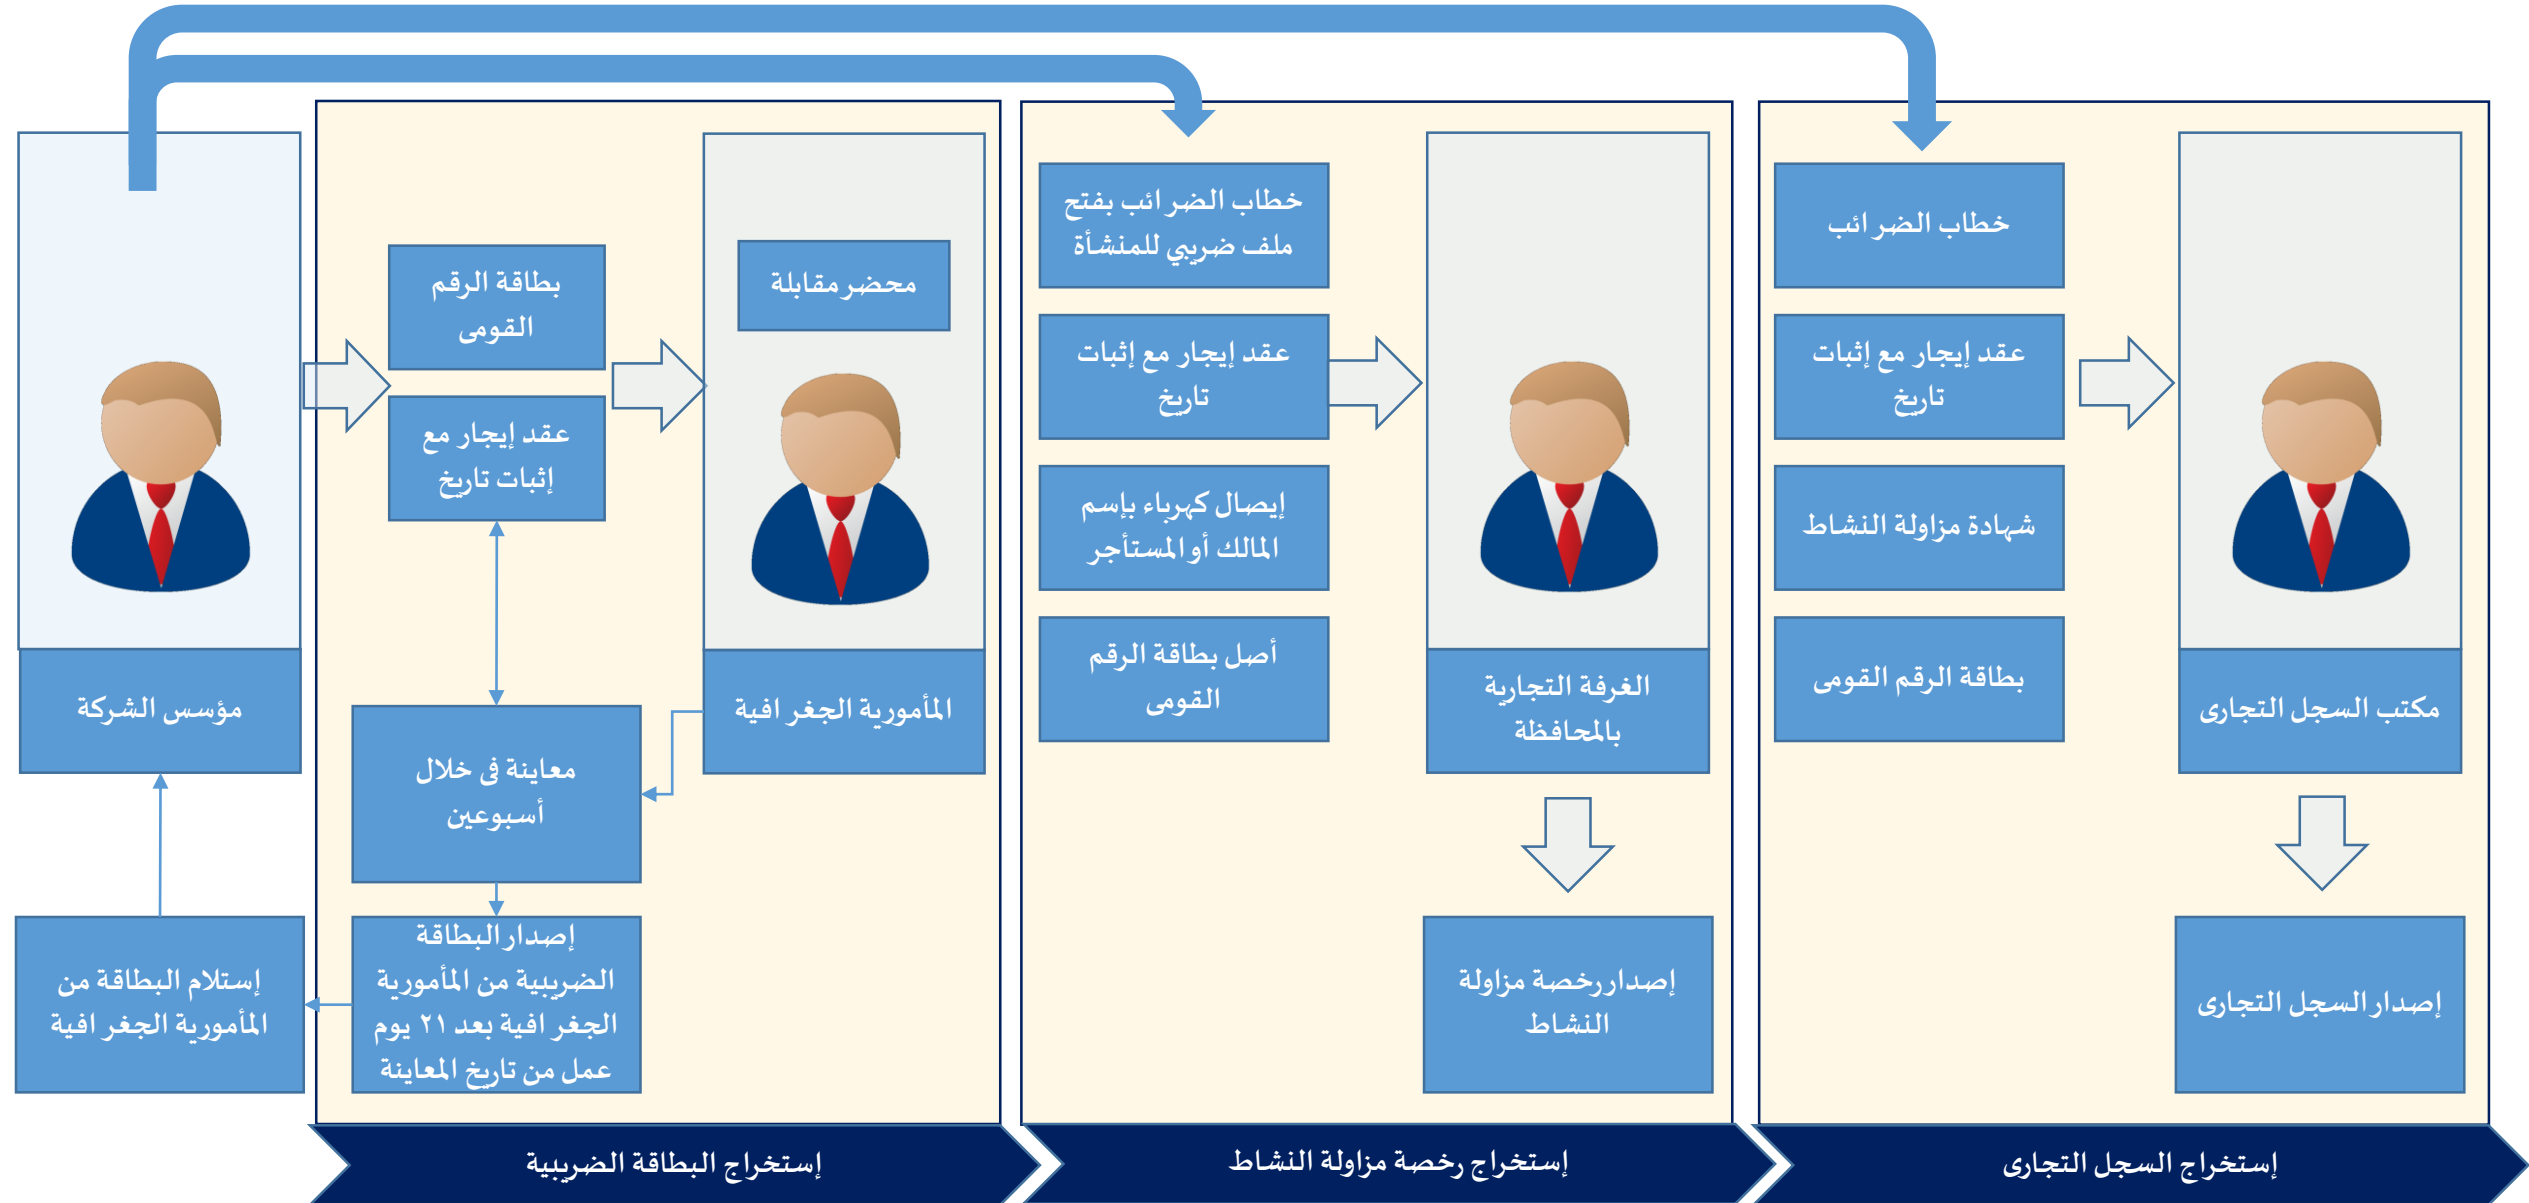 مؤسس الشركة
إستلام البطاقة من
المأمورية الجغرافية
بطاقة الرقم
القومى
عقد إيجار مع
إثبات تاريخ
محضر مقابلة
المأمورية الجغرافية
معاينة فى خلال
أسبوعين
إصدار البطاقة
الضريبية من المأمورية
الجغرافية بعد ٢١ يوم
عمل من تاريخ المعاينة
إستخراج البطاقة الضريبية
خطاب الضرائب بفتح
ملف ضريبي للمنشأة
عقد إيجار مع إثبات
تاريخ
إيصال كهرباء بإسم
المالك أو المستأجر
أصل بطاقة الرقم
القومى
الغرفة التجارية
بالمحافظة
إصدار رخصة مزاولة
النشاط
إستخراج رخصة مزاولة النشاط
خطاب الضرائب
عقد إيجار مع إثبات
تاريخ
شهادة مزاولة النشاط
بطاقة الرقم القومى
مكتب السجل التجارى
إصدار السجل التجارى
إستخراج السجل التجارى